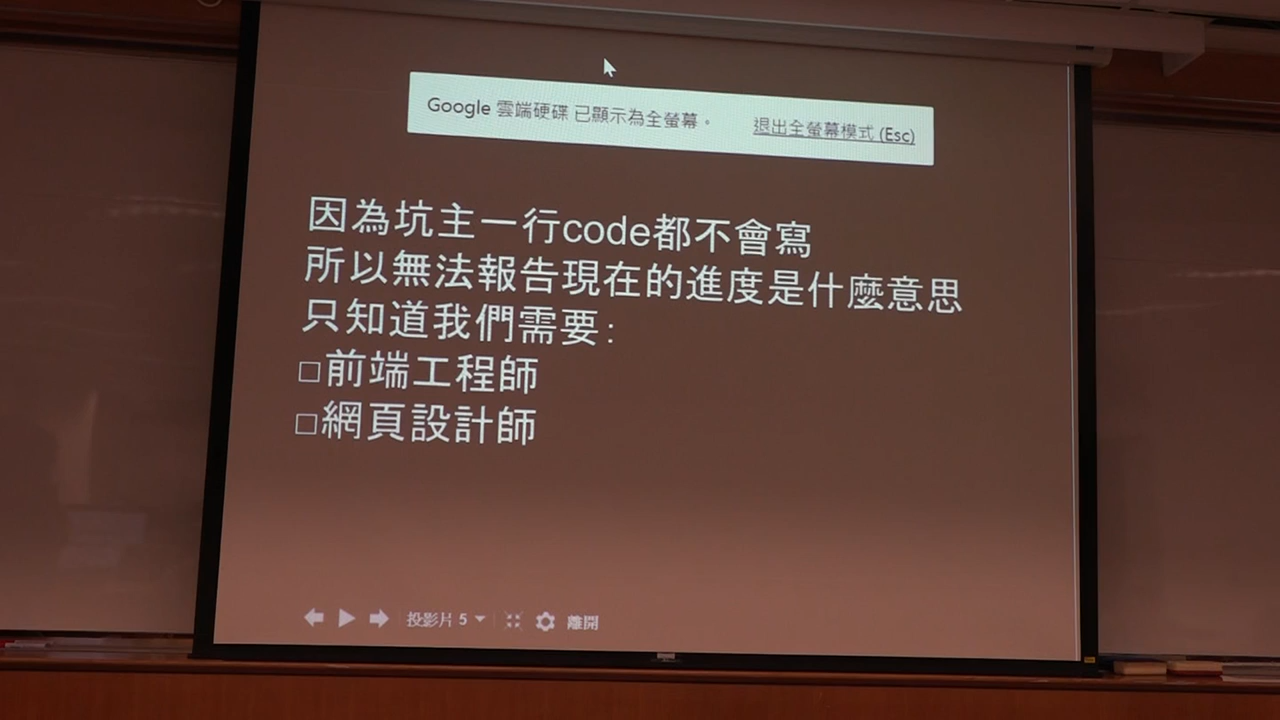 Google 雲端硬碟 已顯示為全螢幕。 退出全螢幕模式 (Esc)
因為坑主一行code都不會寫
所以無法報告現在的進度是什麼意思
只知道我們需要:
□前端工程師
□網頁設計師
投影片 5 離開